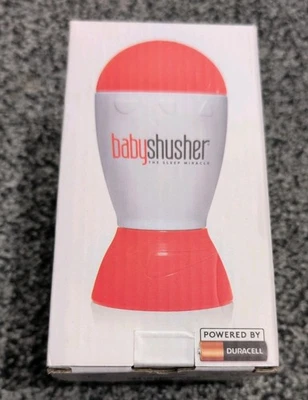 babyshusher
THE SLEEP MIRACLE
POWERED BY
DURACELL